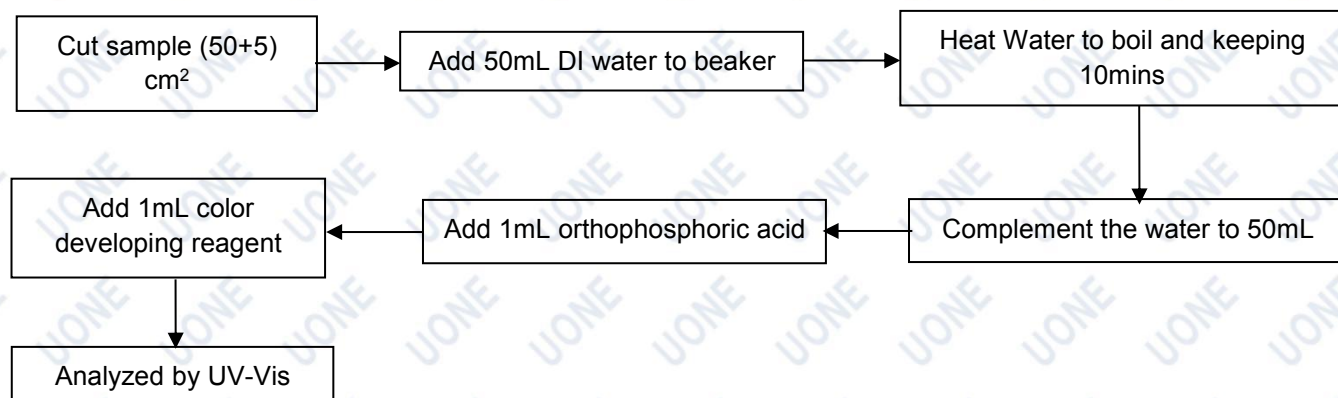 Cut sample (50+5)
cm²
Add 50mL DI water to beaker
Heat Water to boil and keeping
10mins
Complement the water to 50mL
Add 1mL orthophosphoric acid
Add 1mL color
developing reagent
Analyzed by UV-Vis
UONE